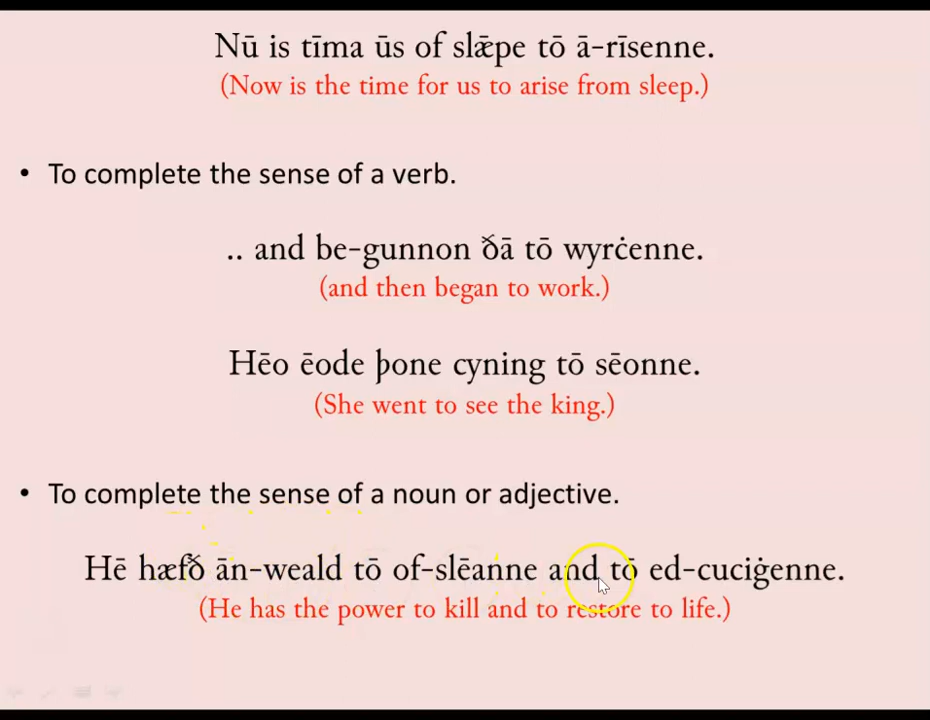 Nū is tīma ūs of slǣpe tō ā-rīsenne.
(Now is the time for us to arise from sleep.)
• To complete the sense of a verb.
.. and be-gunnon ðā tō wyrċenne.
(and then began to work.)
Hēo ēode þone cyning tō sēonne.
(She went to see the king.)
• To complete the sense of a noun or adjective.
Hē hæfð ān-weald tō of-slēanne and tō ed-cuciġenne.
(He has the power to kill and to restore to life.)